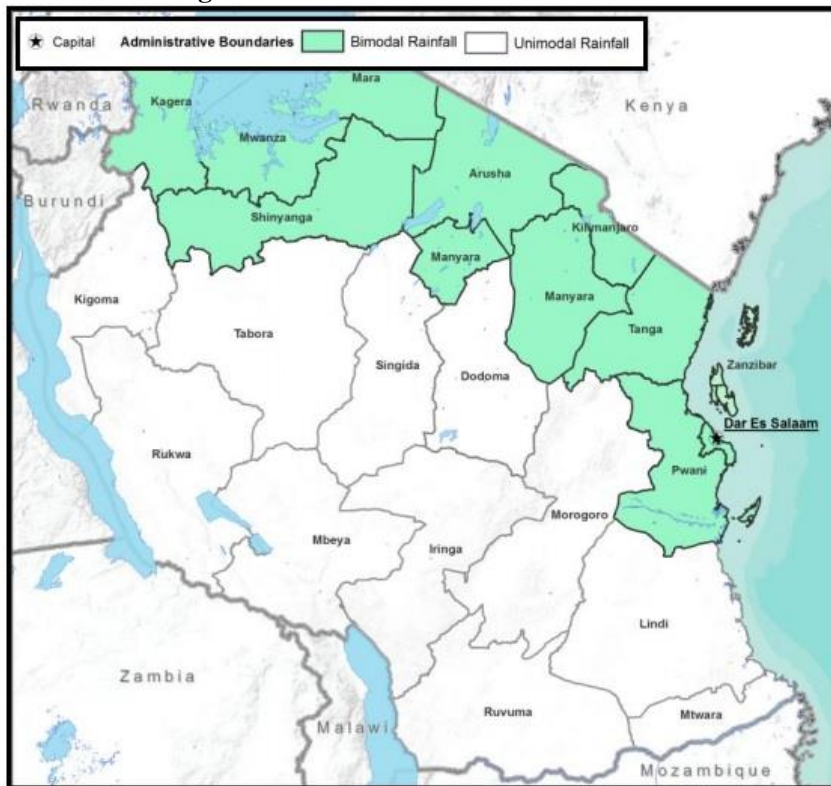 Capital Administrative Boundaries Bimodal Rainfall Unimodal Rainfall
Mara
Rwanda
Kagera
Kenya
Mwanza
Arusha
Burundi
Shinyanga
Kilimanjaro
Manyara
Kigoma
Manyara
Tabora
Tanga
Singida
Dodoma
Zanzibar
Dar Es Salaam
Rukwa
Pwani
Morogoro
Mbeya
Iringa
Lindi
Zambia
Ruvuma
Mtwara
Malawi
Mozambique